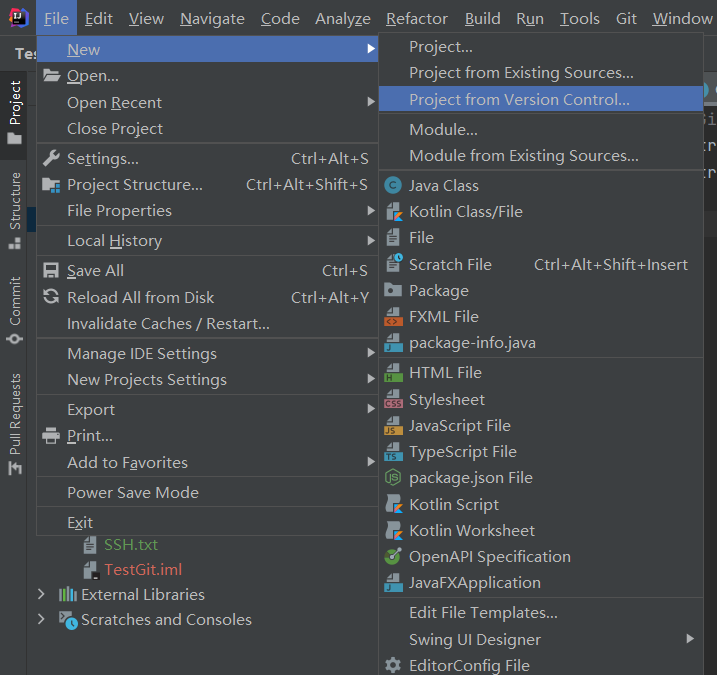 File Edit View Navigate Code Analyze Refactor Build Run Tools Git Window
New
Open...
Open Recent
Close Project
Settings... Ctrl+Alt+S
Project Structure... Ctrl+Alt+Shift+S
File Properties
Local History
Save All Ctrl+S
Reload All from Disk Ctrl+Alt+Y
Invalidate Caches / Restart...
Manage IDE Settings
New Projects Settings
Export
Print...
Add to Favorites
Power Save Mode
Exit
Project...
Project from Existing Sources...
Project from Version Control...
Module...
Module from Existing Sources...
Java Class
Kotlin Class/File
File
Scratch File Ctrl+Alt+Shift+Insert
Package
FXML File
package-info.java
HTML File
Stylesheet
JavaScript File
TypeScript File
package.json File
Kotlin Script
Kotlin Worksheet
OpenAPI Specification
JavaFXApplication
Edit File Templates...
Swing UI Designer
EditorConfig File
Project
Structure
Commit
Pull Requests
SSH.txt
TestGit.iml
External Libraries
Scratches and Consoles